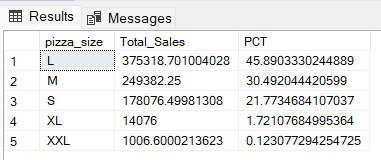 Results Messages
pizza_size Total_Sales PCT
1 L 375318.701004028 45.8903330244889
2 M 249382.25 30.492044420599
3 S 178076.49981308 21.7734684107037
4 XL 14076 1.72107684995364
5 XXL 1006.6000213623 0.123077294254725